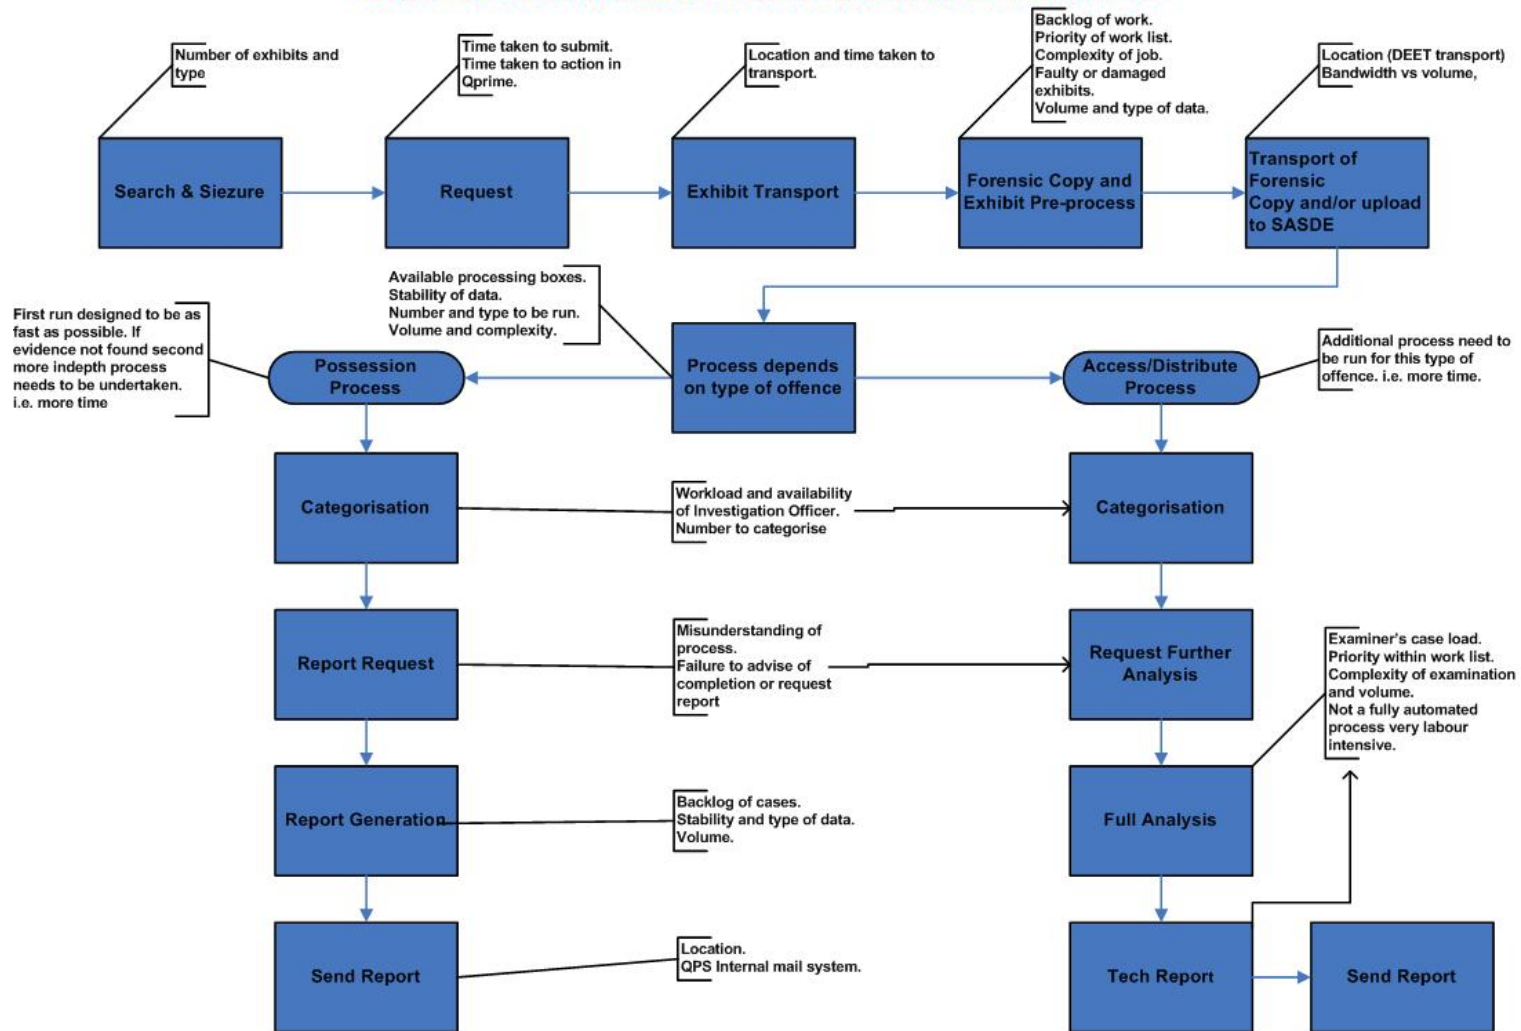 Number of exhibits and
type
Time taken to submit.
Time taken to action in
Qprime.
Location and time taken to
transport.
Backlog of work.
Priority of work list.
Complexity of job.
Faulty or damaged
exhibits.
Volume and type of data.
Location (DEET transport)
Bandwidth vs volume,
Search & Siezure
Request
Exhibit Transport
Forensic Copy and
Exhibit Pre-process
Transport of
Forensic
Copy and/or upload
to SASDE
First run designed to be as
fast as possible. If
evidence not found second
more indepth process
needs to be undertaken.
i.e. more time
Available processing boxes.
Stability of data.
Number and type to be run.
Volume and complexity.
Possession
Process
Process depends
on type of offence
Access/Distribute
Process
Additional process need to
be run for this type of
offence. i.e. more time.
Categorisation
Workload and availability
of Investigation Officer.
Number to categorise
Categorisation
Report Request
Misunderstanding of
process.
Failure to advise of
completion or request
report
Request Further
Analysis
Examiner's case load.
Priority within work list.
Complexity of examination
and volume.
Not a fully automated
process very labour
intensive.
Report Generation
Backlog of cases.
Stability and type of data.
Volume.
Full Analysis
Send Report
Location.
QPS Internal mail system.
Tech Report
Send Report